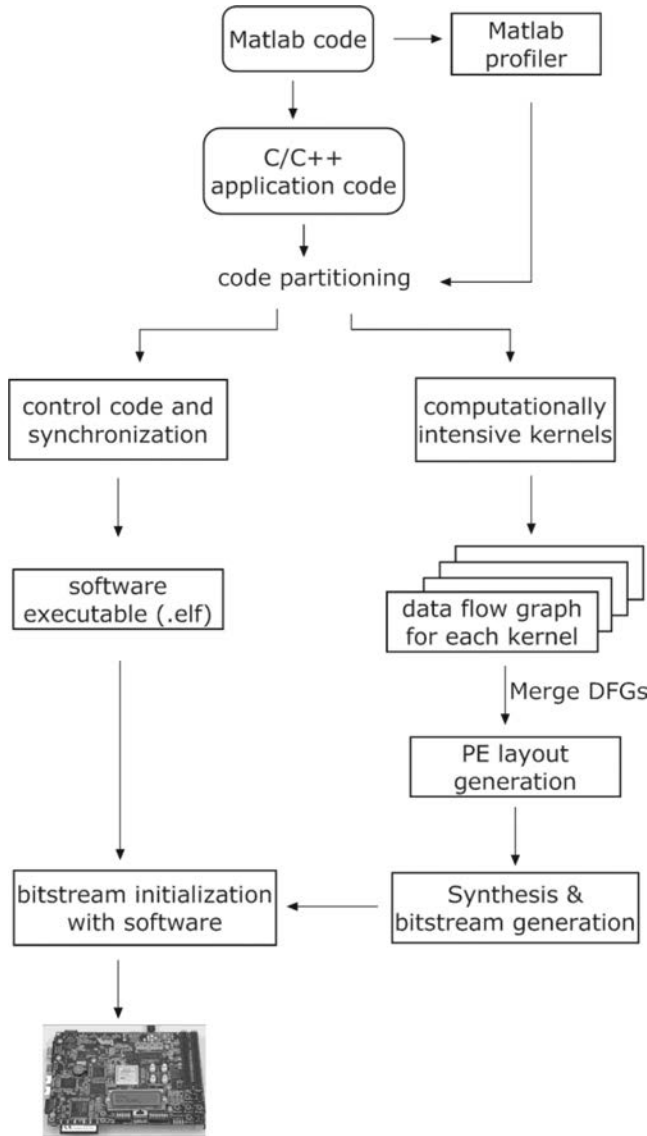 Matlab code
Matlab
profiler
C/C++
application code
code partitioning
control code and
synchronization
computationally
intensive kernels
software
executable (.elf)
data flow graph
for each kernel
Merge DFGs
PE layout
generation
bitstream initialization
with software
Synthesis &
bitstream generation